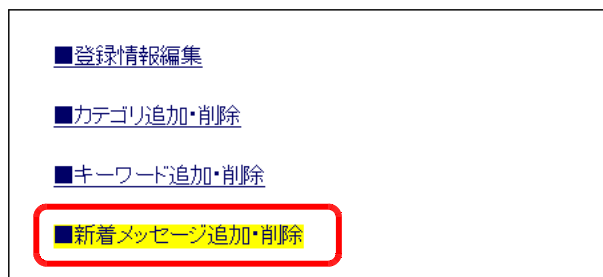 ■登録情報編集
■カテゴリ追加・削除
■キーワード追加・削除
■新着メッセージ追加・削除